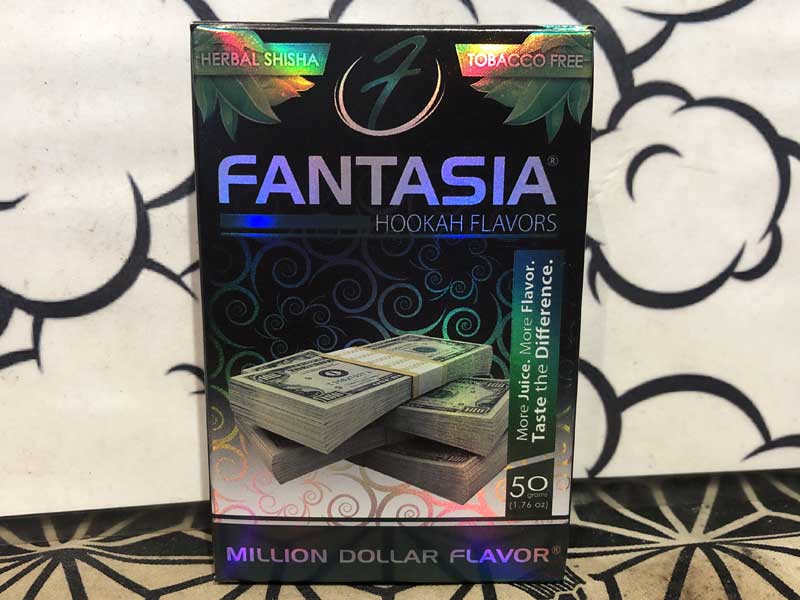 HERBAL SHISHA
TOBACCO FREE
F
FANTASIA®
HOOKAH FLAVORS
More Juice. More Flavor.
Taste the Difference.
50
grams
(1.76 oz)
MILLION DOLLAR FLAVOR®